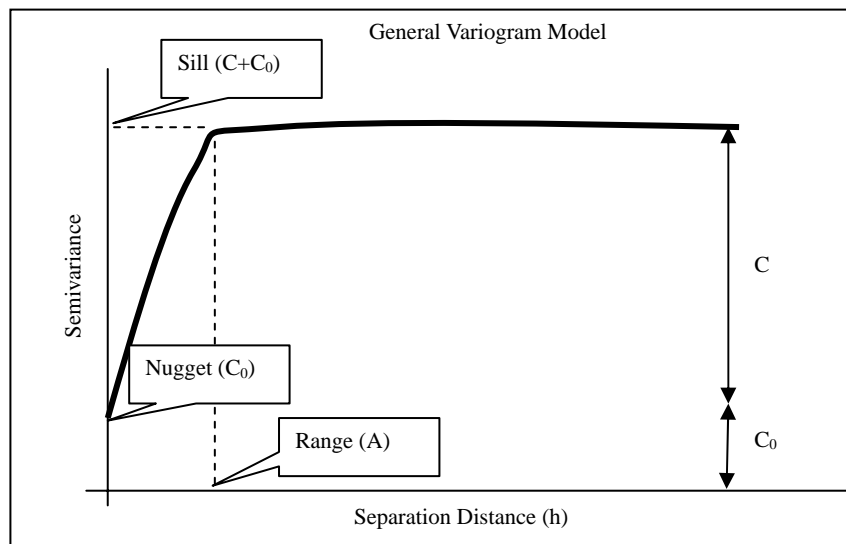 General Variogram Model
Sill (C+C₀)
Semivariance
C
Nugget (C₀)
Range (A)
C₀
Separation Distance (h)